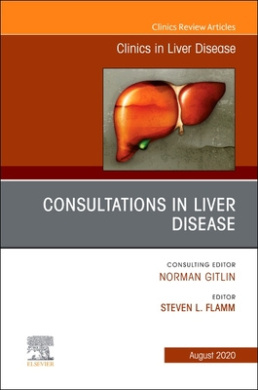 Clinics Review Articles
Clinics in Liver Disease
CONSULTATIONS IN LIVER
DISEASE
CONSULTING EDITOR
NORMAN GITLIN
EDITOR
STEVEN L. FLAMM
ELSEVIER
August 2020